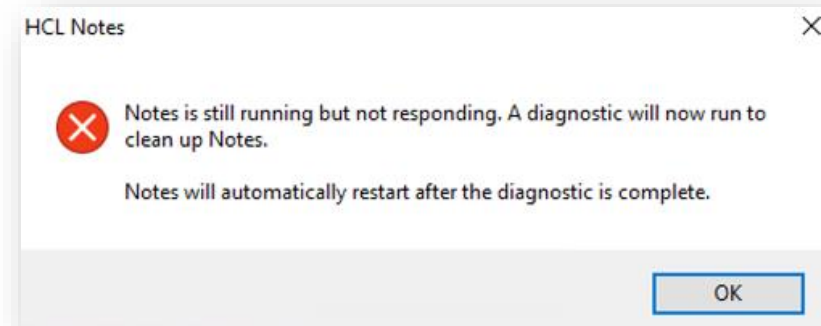 HCL Notes
Notes is still running but not responding. A diagnostic will now run to
clean up Notes.
Notes will automatically restart after the diagnostic is complete.
OK